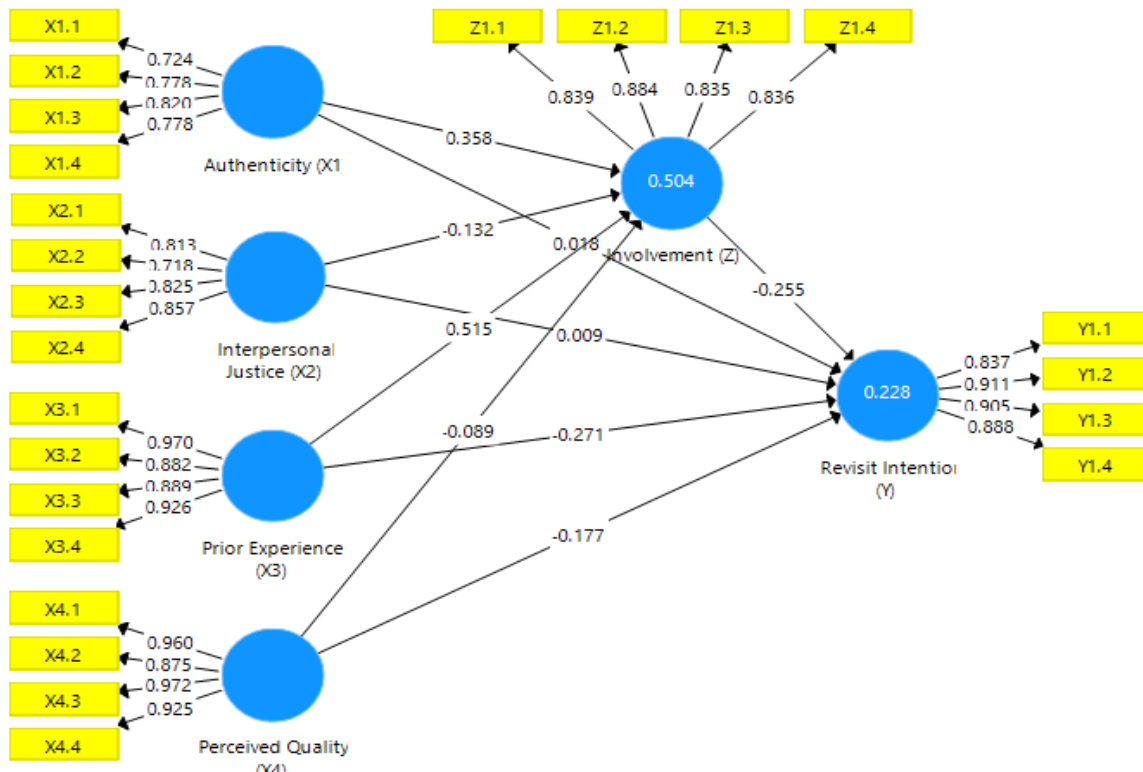 X1.1
X1.2
X1.3
X1.4
0.724
0.778
0.820
0.778
Authenticity (X1
X2.1
X2.2
X2.3
X2.4
0.813
0.718
0.825
0.857
Interpersonal
Justice (X2)
X3.1
X3.2
X3.3
X3.4
0.970
0.882
0.889
0.926
Prior Experience
(X3)
X4.1
X4.2
X4.3
X4.4
0.960
0.875
0.972
0.925
Perceived Quality
(X4)
Z1.1
Z1.2
Z1.3
Z1.4
0.839
0.884
0.835
0.836
0.504
Involvement (Z)
0.358
-0.132
0.018
0.515
0.009
-0.089
-0.271
-0.177
-0.255
0.228
Revisit Intention
(Y)
0.837
0.911
0.905
0.888
Y1.1
Y1.2
Y1.3
Y1.4